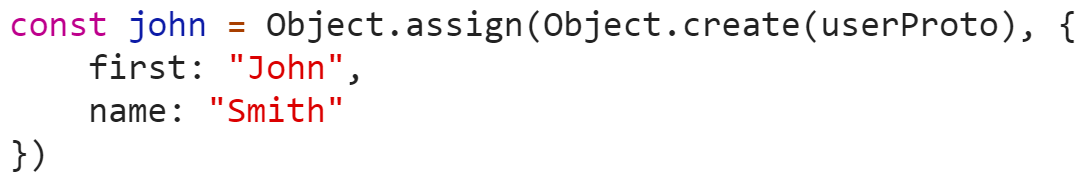 const john = Object.assign(Object.create(userProto), {
    first: "John",
    name: "Smith"
})